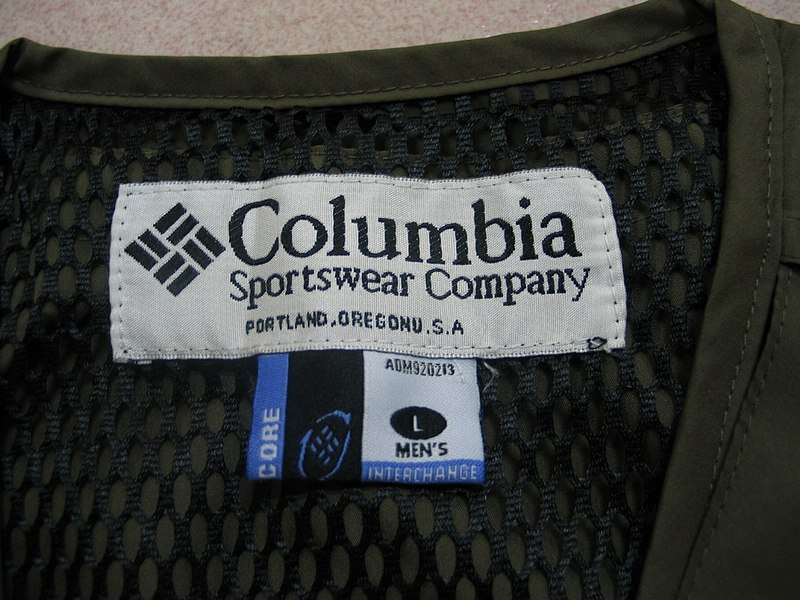 Columbia
Sportswear Company
PORTLAND.OREGONU.S.A
ADM920213
L
MEN'S
CORE
INTERCHANGE